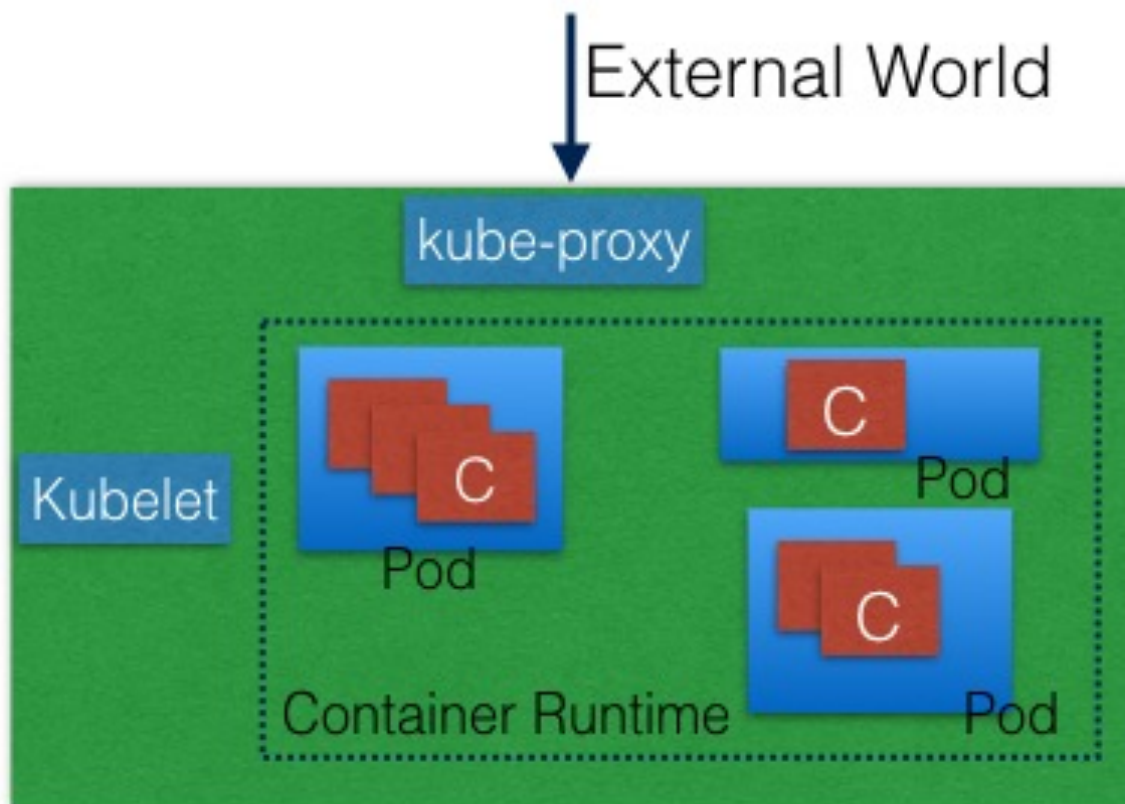 External World
kube-proxy
C
C
Pod
Kubelet
Pod
C
Container Runtime
Pod